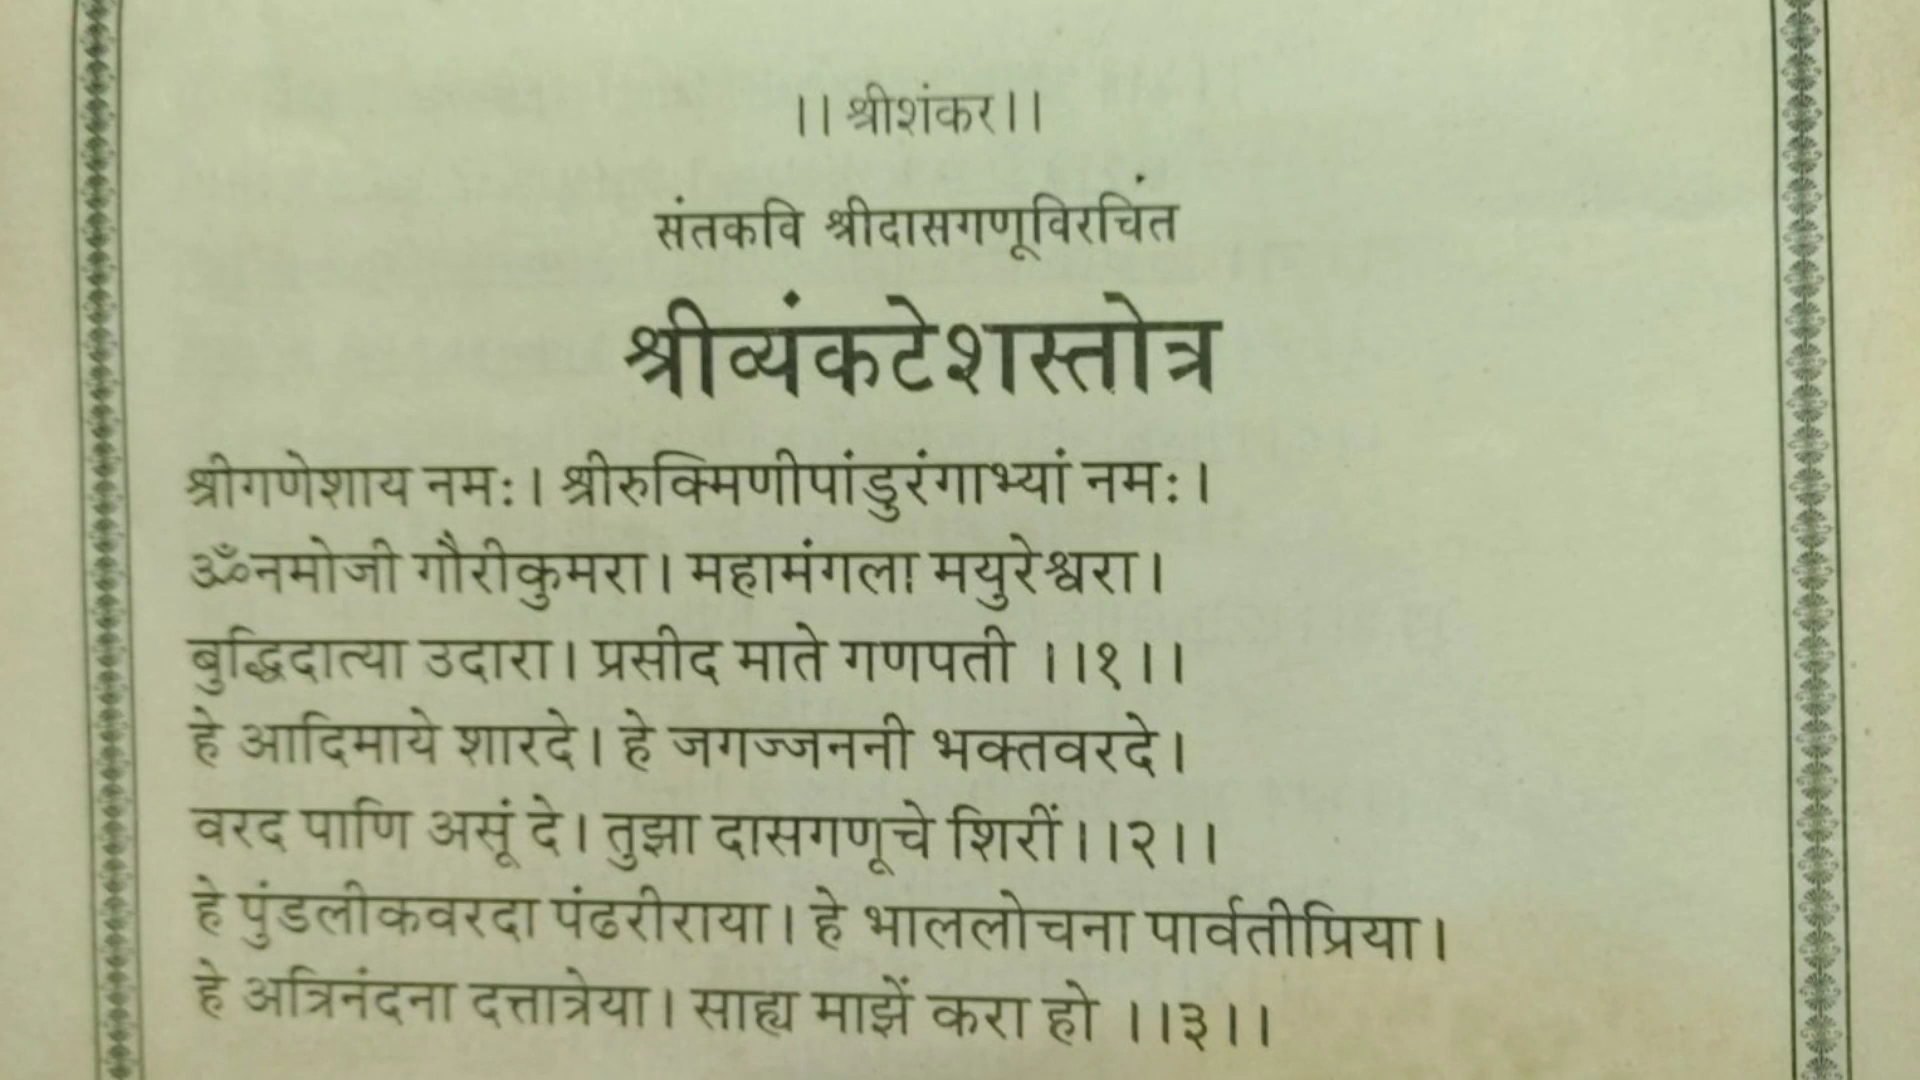 ।। श्रीशंकर।।
संतकवि श्रीदासगणूविरचित
श्रीव्यंकटेशस्तोत्र
श्रीगणेशाय नमः। श्रीरुक्मिणीपांडुरंगाभ्यां नमः।
ॐनमोजी गौरीकुमरा। महामंगला मयुरेश्वरा।
बुद्धिदात्या उदारा। प्रसीद माते गणपती ।।१।।
हे आदिमाये शारदे। हे जगज्जननी भक्तवरदे।
वरद पाणि असूं दे। तुझा दासगणूचे शिरीं।।२।।
हे पुंडलीकवरदा पंढरीराया। हे भाललोचना पार्वतीप्रिया।
हे अत्रिनंदना दत्तात्रेया। साह्य माझें करा हो ।।३।।